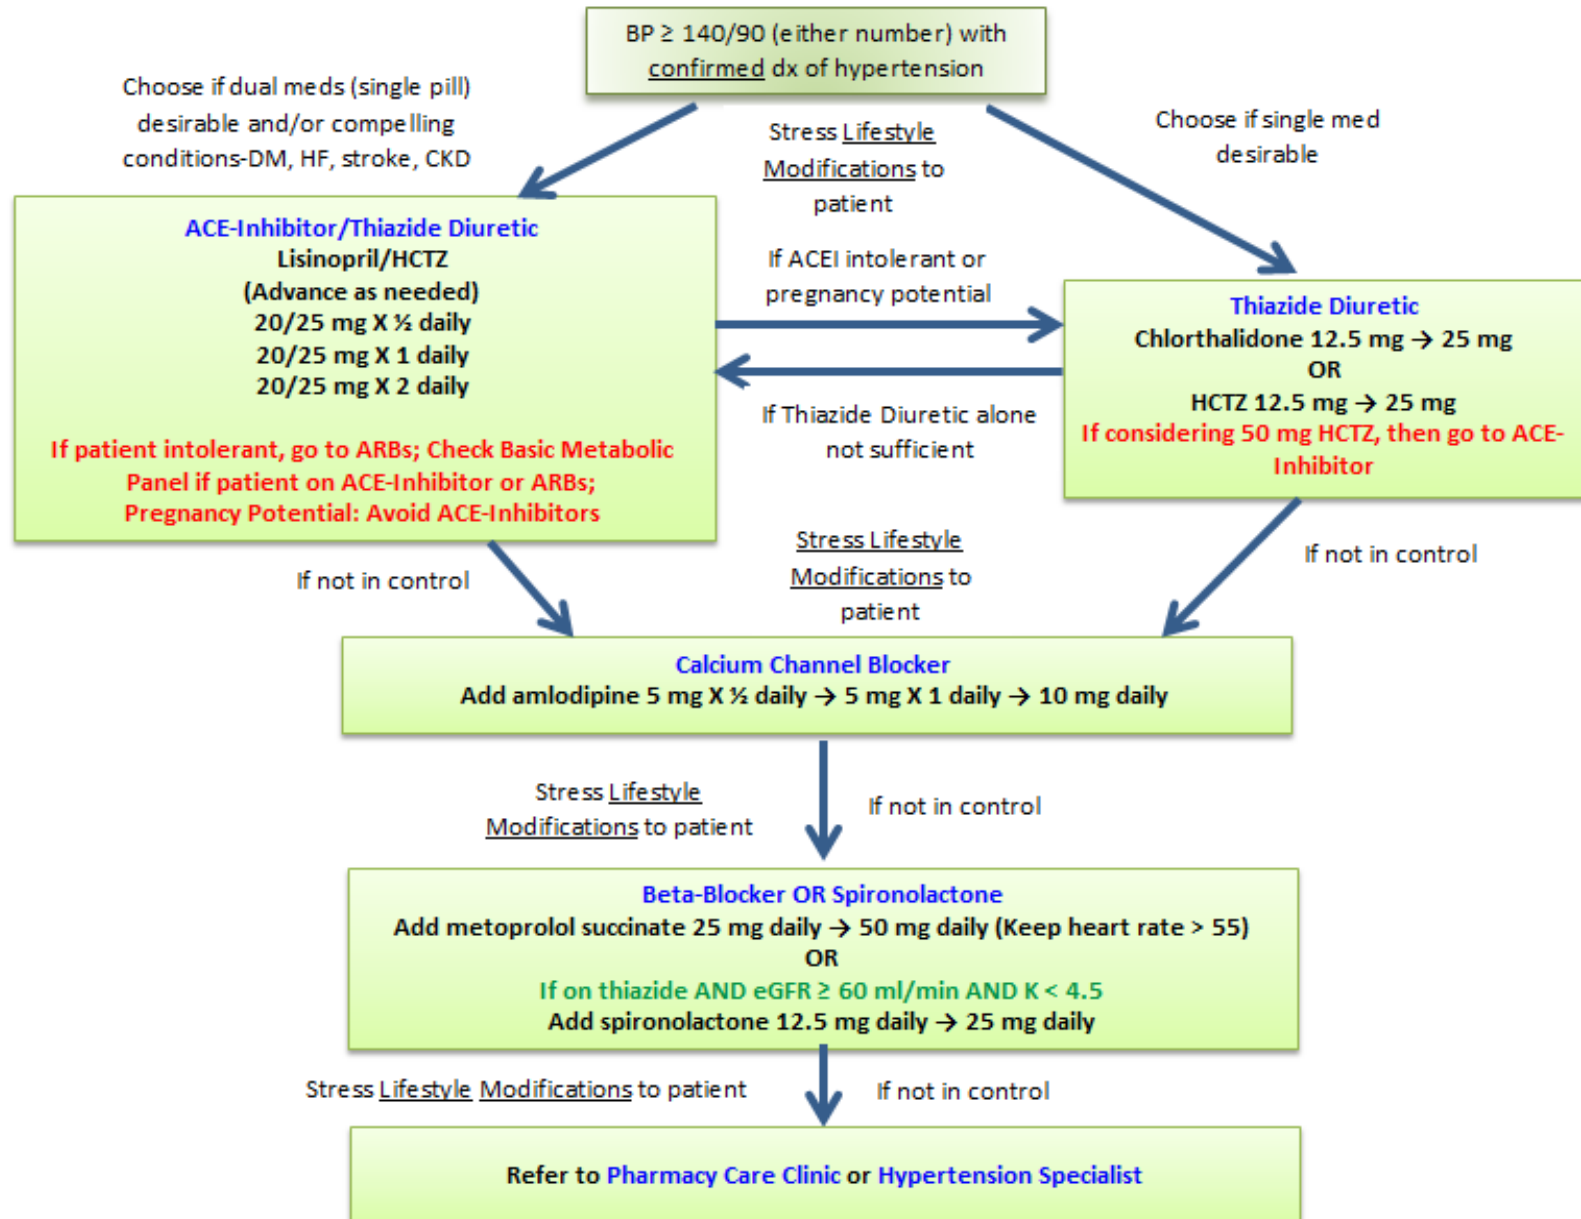 BP ≥ 140/90 (either number) with
confirmed dx of hypertension
Choose if dual meds (single pill)
desirable and/or compelling
conditions-DM, HF, stroke, CKD
Stress Lifestyle
Modifications to
patient
Choose if single med
desirable
ACE-Inhibitor/Thiazide Diuretic
Lisinopril/HCTZ
(Advance as needed)
20/25 mg X ½ daily
20/25 mg X 1 daily
20/25 mg X 2 daily
If patient intolerant, go to ARBs; Check Basic Metabolic
Panel if patient on ACE-Inhibitor or ARBs;
Pregnancy Potential: Avoid ACE-Inhibitors
If ACEI intolerant or
pregnancy potential
If Thiazide Diuretic alone
not sufficient
Thiazide Diuretic
Chlorthalidone 12.5 mg → 25 mg
OR
HCTZ 12.5 mg → 25 mg
If considering 50 mg HCTZ, then go to ACE-
Inhibitor
If not in control
Stress Lifestyle
Modifications to
patient
If not in control
Calcium Channel Blocker
Add amlodipine 5 mg X ½ daily → 5 mg X 1 daily → 10 mg daily
Stress Lifestyle
Modifications to patient
If not in control
Beta-Blocker OR Spironolactone
Add metoprolol succinate 25 mg daily → 50 mg daily (Keep heart rate > 55)
OR
If on thiazide AND eGFR ≥ 60 ml/min AND K < 4.5
Add spironolactone 12.5 mg daily → 25 mg daily
Stress Lifestyle Modifications to patient
If not in control
Refer to Pharmacy Care Clinic or Hypertension Specialist